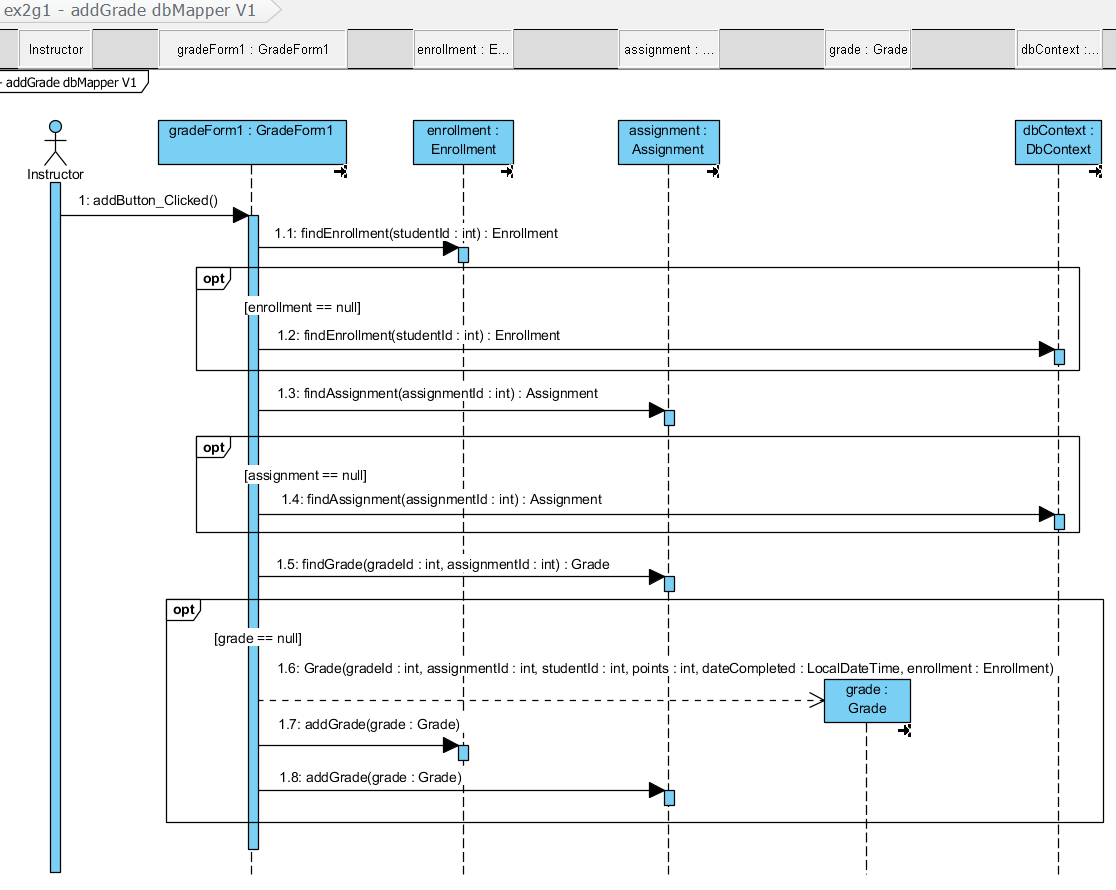 ex2g1 - addGrade dbMapper V1
Instructor
gradeForm1 : GradeForm1
enrollment : E...
assignment : ...
grade : Grade
dbContext :...
- addGrade dbMapper V1
Instructor
gradeForm1 : GradeForm1
enrollment :
Enrollment
assignment :
Assignment
dbContext :
DbContext
1: addButton_Clicked()
1.1: findEnrollment(studentId : int) : Enrollment
opt
[enrollment == null]
1.2: findEnrollment(studentId : int) : Enrollment
1.3: findAssignment(assignmentId : int) : Assignment
opt
[assignment == null]
1.4: findAssignment(assignmentId : int) : Assignment
1.5: findGrade(gradeId : int, assignmentId : int) : Grade
opt
[grade == null]
1.6: Grade(gradeId : int, assignmentId : int, studentId : int, points : int, dateCompleted : LocalDateTime, enrollment : Enrollment)
grade :
Grade
1.7: addGrade(grade : Grade)
1.8: addGrade(grade : Grade)